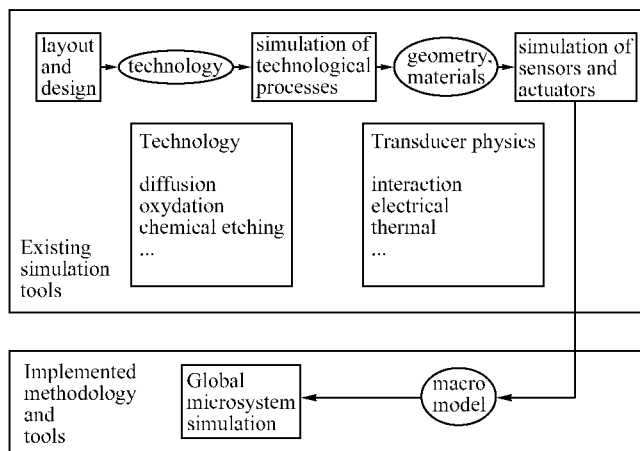 layout
and
design
technology
simulation of
technological
processes
geometry,
materials
simulation of
sensors and
actuators
Technology
diffusion
oxydation
chemical etching
...
Transducer physics
interaction
electrical
thermal
...
Existing
simulation
tools
Implemented
methodology
and
tools
Global
microsystem
simulation
macro
model